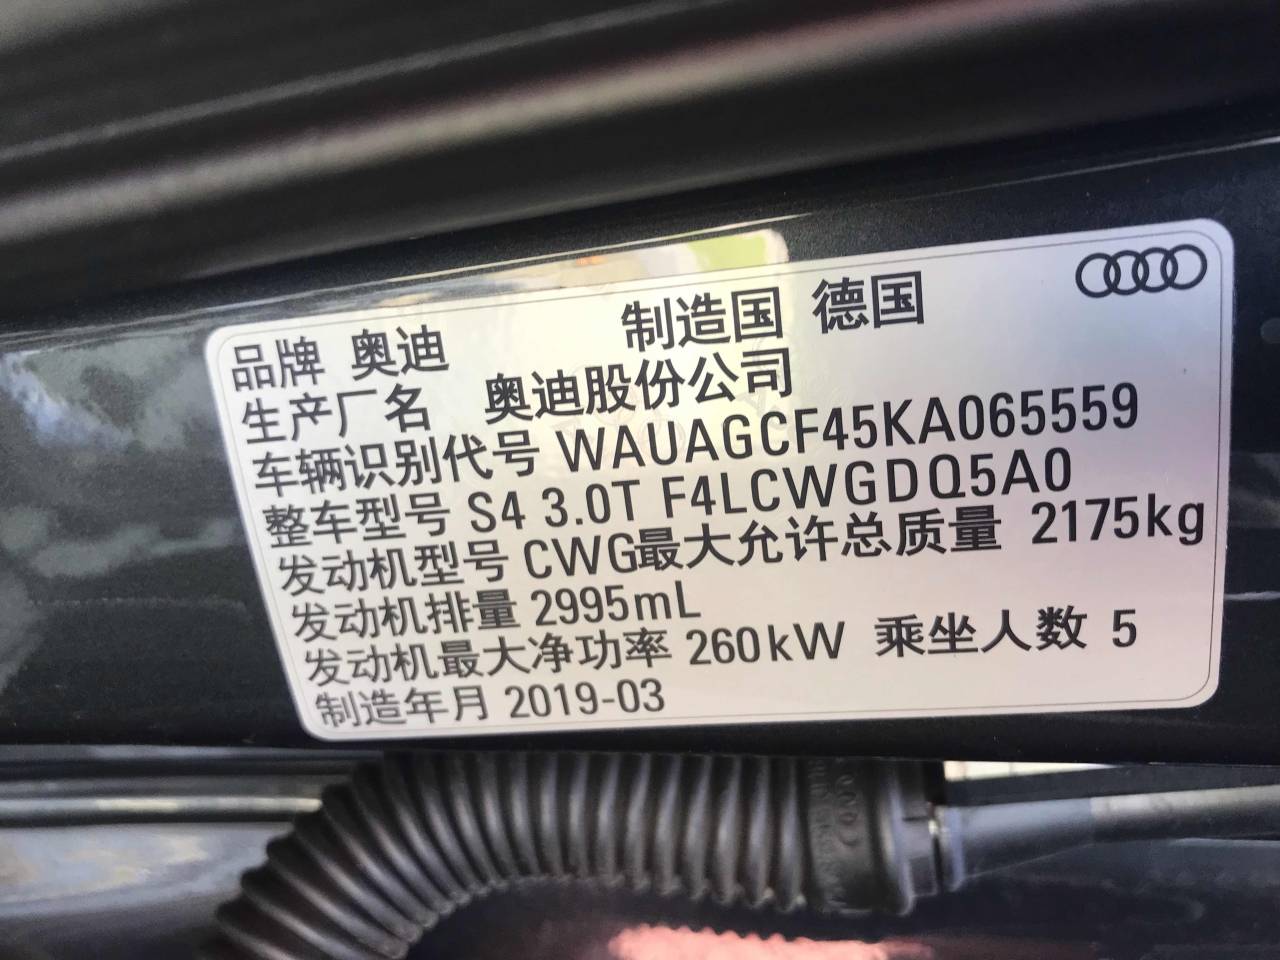 品牌 奥迪 制造国 德国
生产厂名 奥迪股份公司
车辆识别代号 WAUAGCF45KA065559
整车型号 S4 3.0T F4LCWGDQ5A0
发动机型号 CWG最大允许总质量 2175kg
发动机排量 2995mL
发动机最大净功率 260kW 乘坐人数 5
制造年月 2019-03